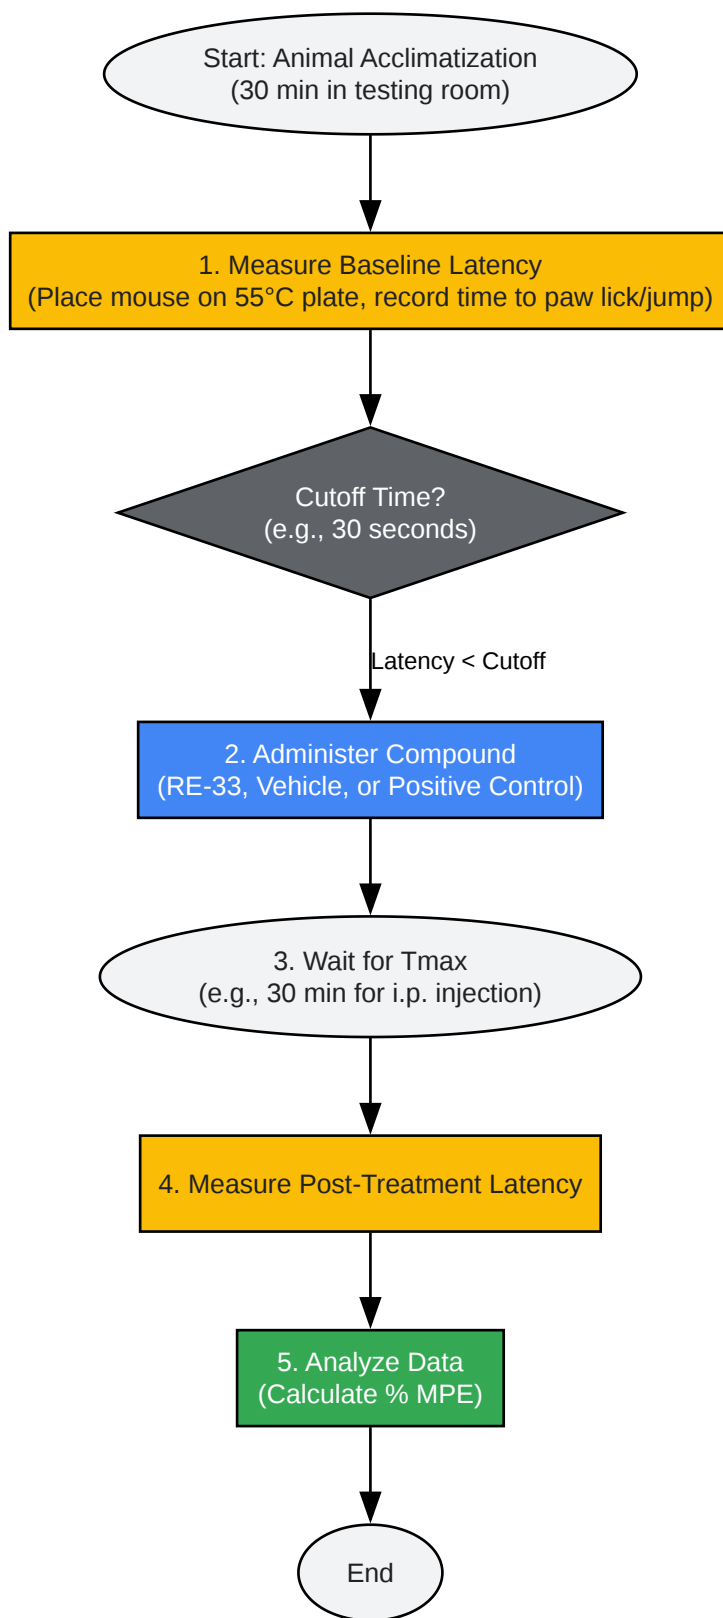 Start: Animal Acclimatization
(30 min in testing room)
1. Measure Baseline Latency
(Place mouse on 55°C plate, record time to paw lick/jump)
Cutoff Time?
(e.g., 30 seconds)
Latency < Cutoff
2. Administer Compound
(RE-33, Vehicle, or Positive Control)
3. Wait for Tmax
(e.g., 30 min for i.p. injection)
4. Measure Post-Treatment Latency
5. Analyze Data
(Calculate % MPE)
End